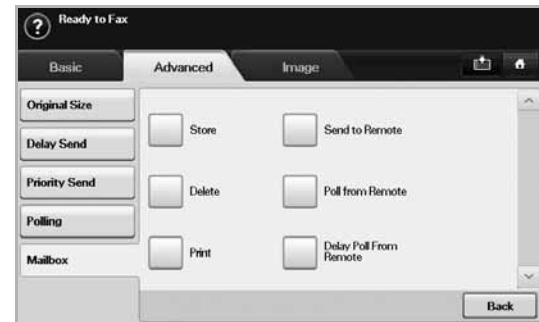 ? Ready to Fax
Basic
Advanced
Image
Original Size
Delay Send
Priority Send
Polling
Mailbox
Store
Send to Remote
Delete
Poll from Remote
Print
Delay Poll From
Remote
Back